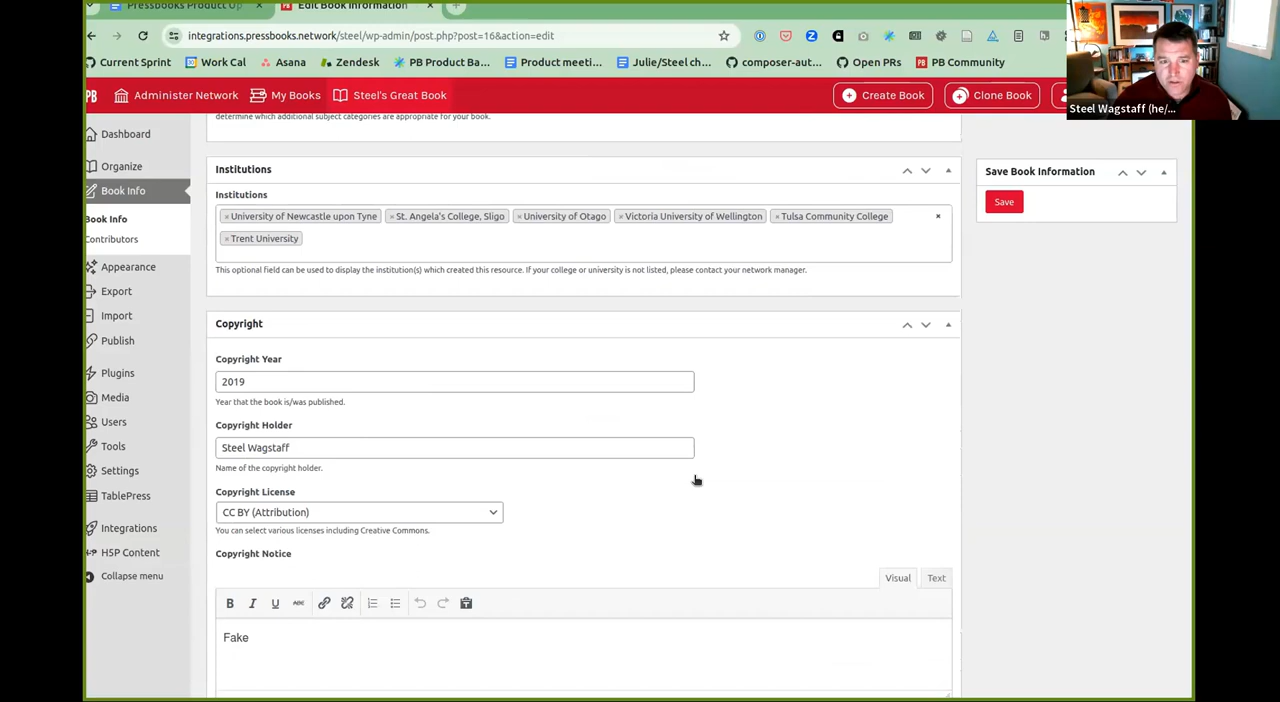 Pressbooks Product Up
Edit Book Information
integrations.pressbooks.network/steel/wp-admin/post.php?post=16&action=edit
Current Sprint
Work Cal
Asana
Zendesk
PB Product Ba...
Product meeti...
Julie/Steel ch...
composer-aut...
Open PRs
PB Community
PB
Administer Network
My Books
Steel's Great Book
Create Book
Clone Book
Steel Wagstaff (he/...
Dashboard
Organize
Book Info
Book Info
Contributors
Appearance
Export
Import
Publish
Plugins
Media
Users
Tools
Settings
TablePress
Integrations
H5P Content
Collapse menu
determine which additional subject categories are appropriate for your book.
Institutions
Institutions
× University of Newcastle upon Tyne × St. Angela's College, Sligo × University of Otago × Victoria University of Wellington × Tulsa Community College ×
× Trent University
This optional field can be used to display the institution(s) which created this resource. If your college or university is not listed, please contact your network manager.
Copyright
Copyright Year
2019
Year that the book is/was published.
Copyright Holder
Steel Wagstaff
Name of the copyright holder.
Copyright License
CC BY (Attribution)
You can select various licenses including Creative Commons.
Copyright Notice
Visual Text
B I U ABC
Fake
Save Book Information
Save